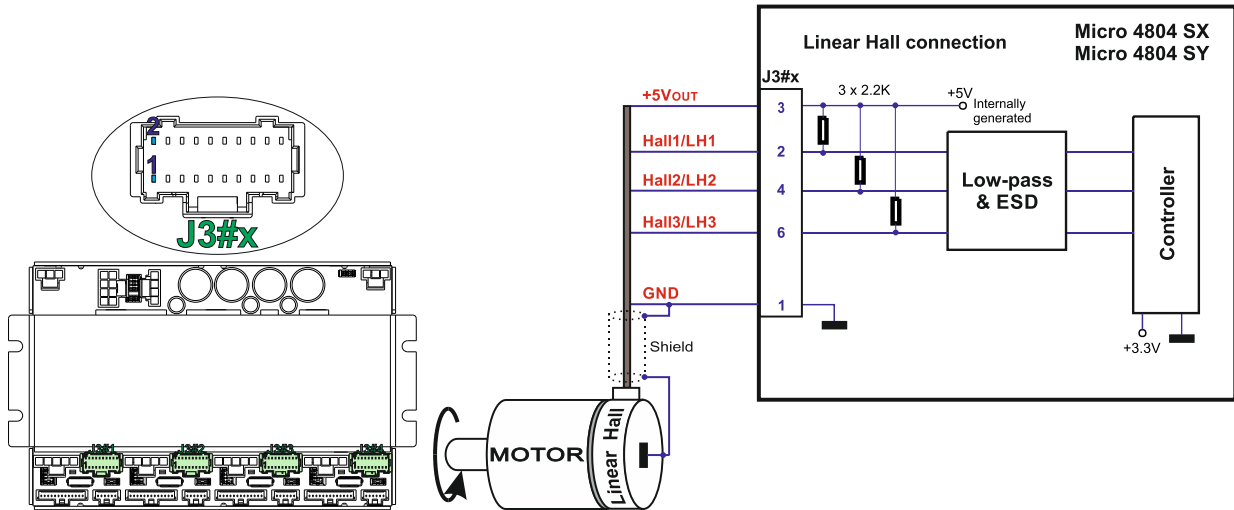 2
1
J3#x
J3#1
J3#2
J3#3
J3#4
Linear Hall connection
Micro 4804 SX
Micro 4804 SY
J3#x
3 x 2.2K
+5V
Internally
generated
+5VOUT
3
Hall1/LH1
2
Hall2/LH2
4
Hall3/LH3
6
GND
1
Low-pass
& ESD
Controller
+3.3V
Shield
MOTOR
Linear Hall